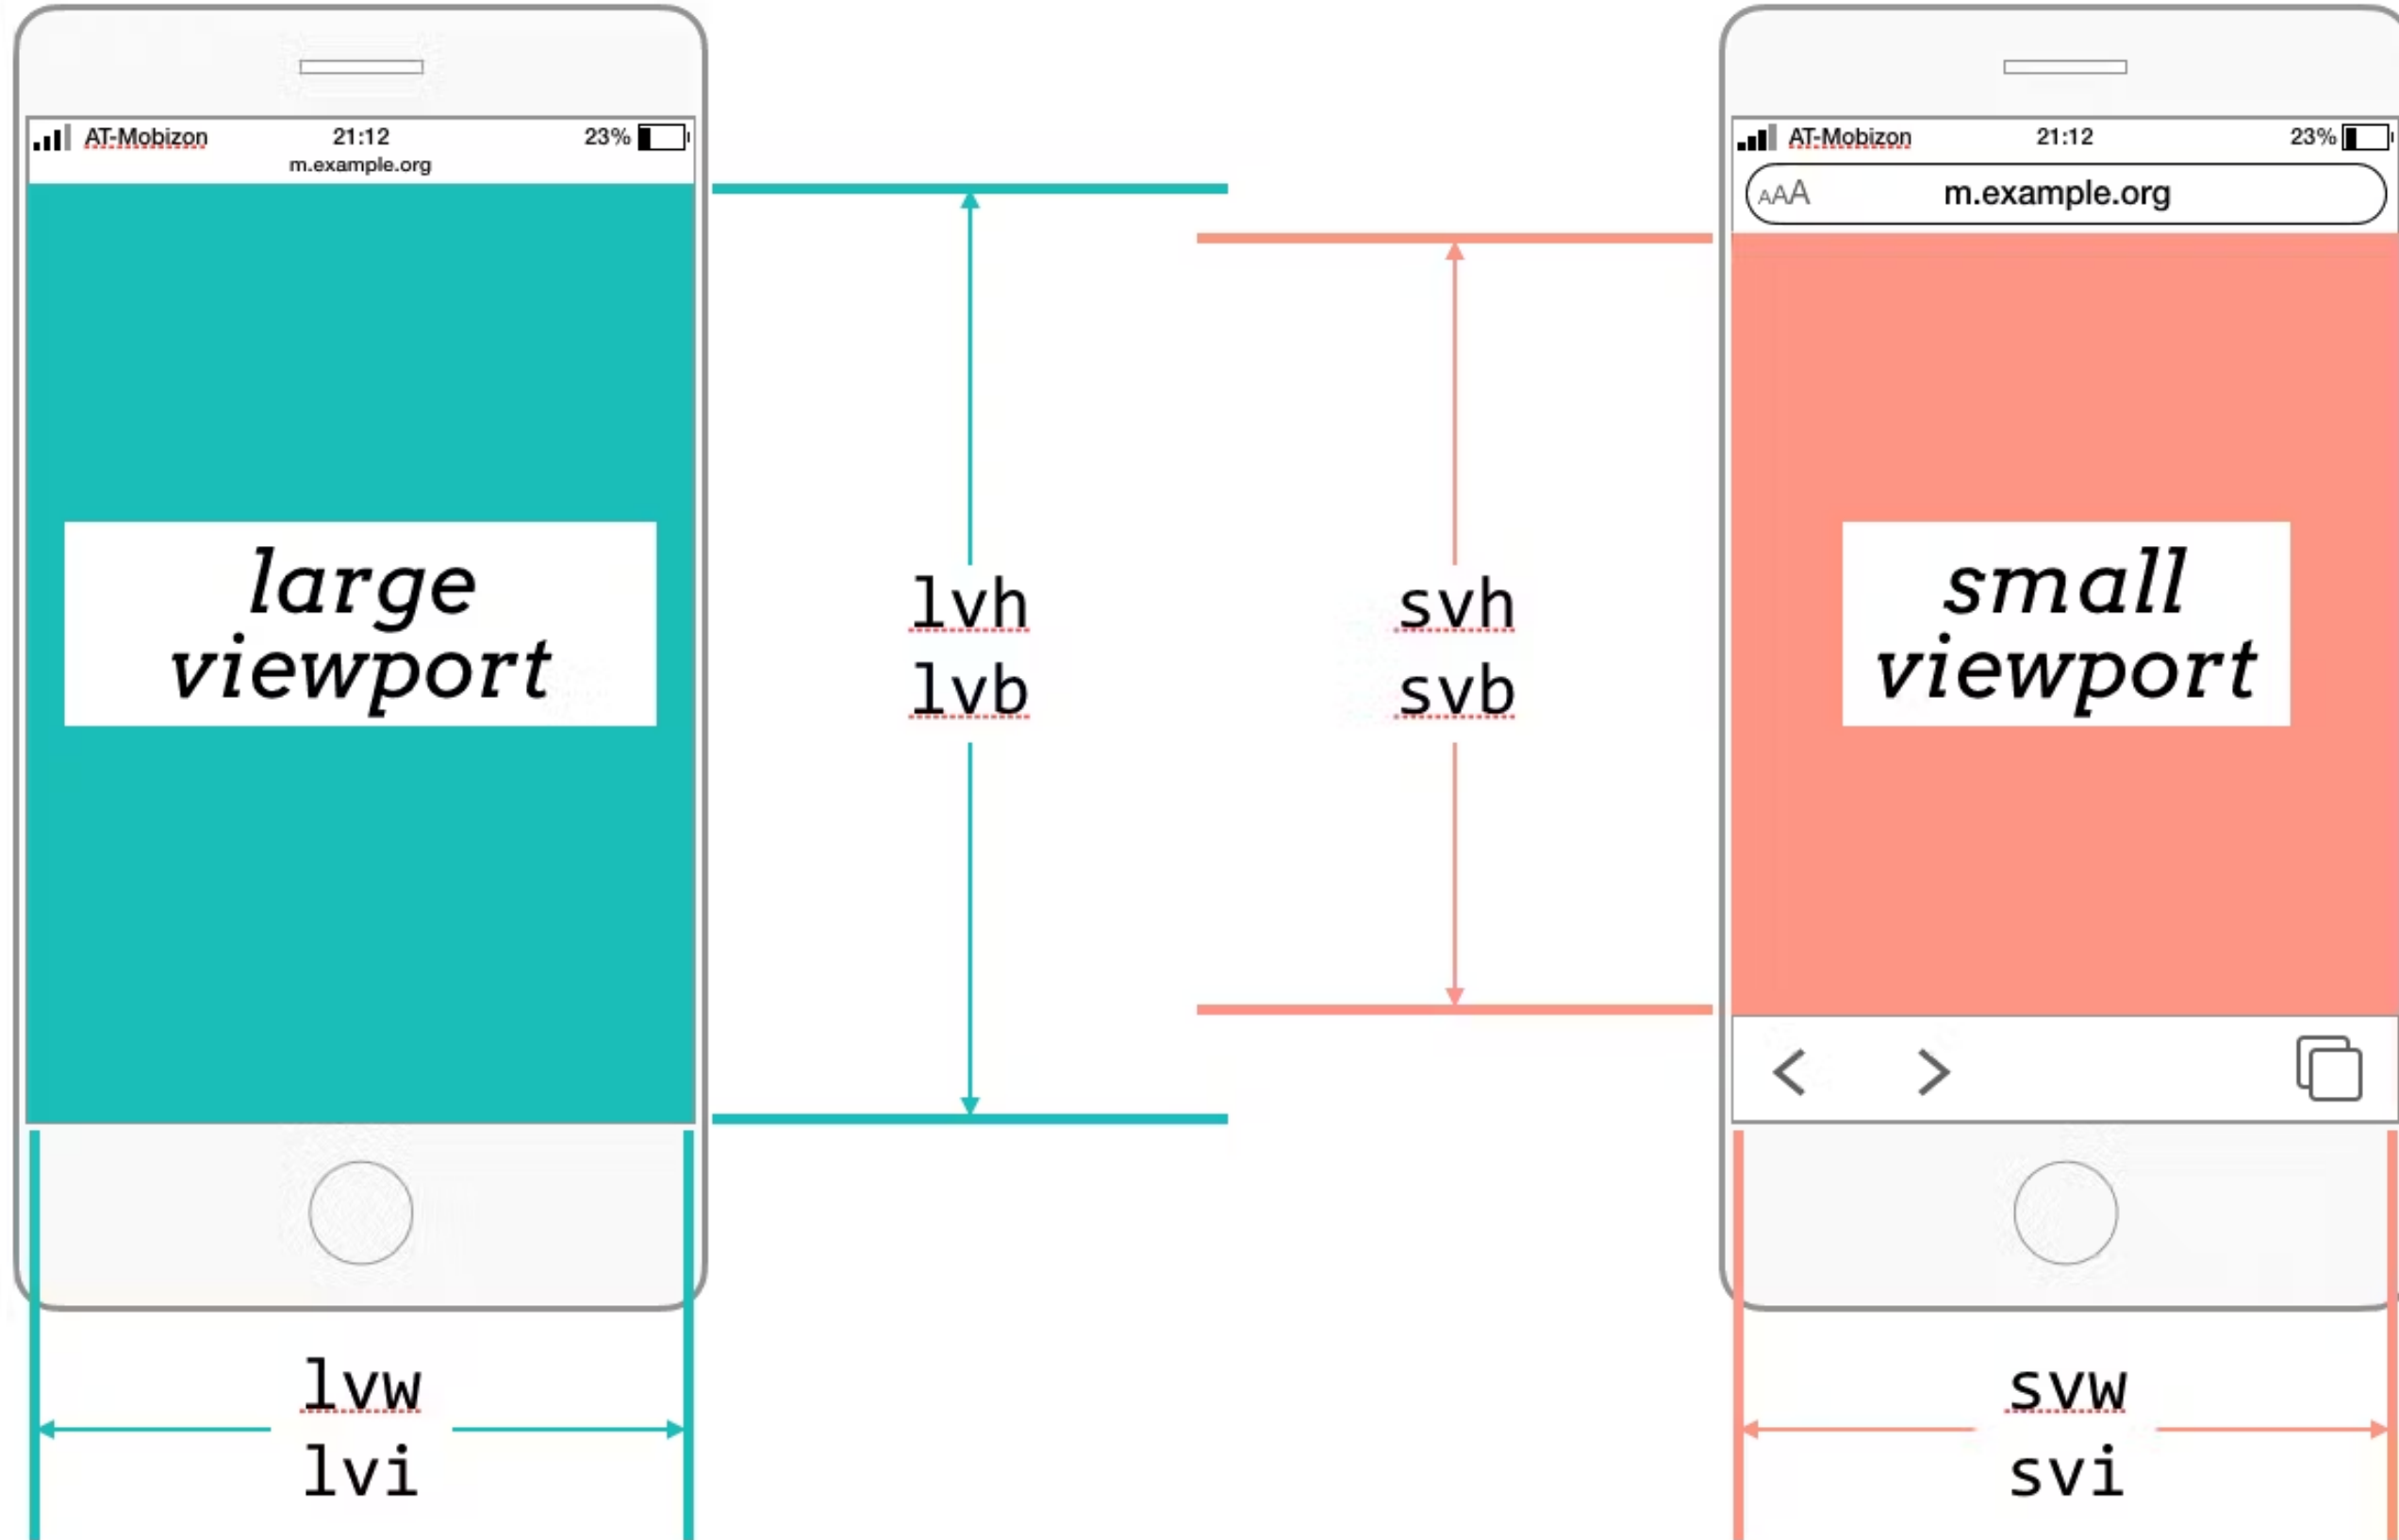 AT-Mobizon 21:12 23%
m.example.org
large
viewport
lvh
lvb
lvw
lvi
svh
svb
AT-Mobizon 21:12 23%
AAA m.example.org
small
viewport
svw
svi